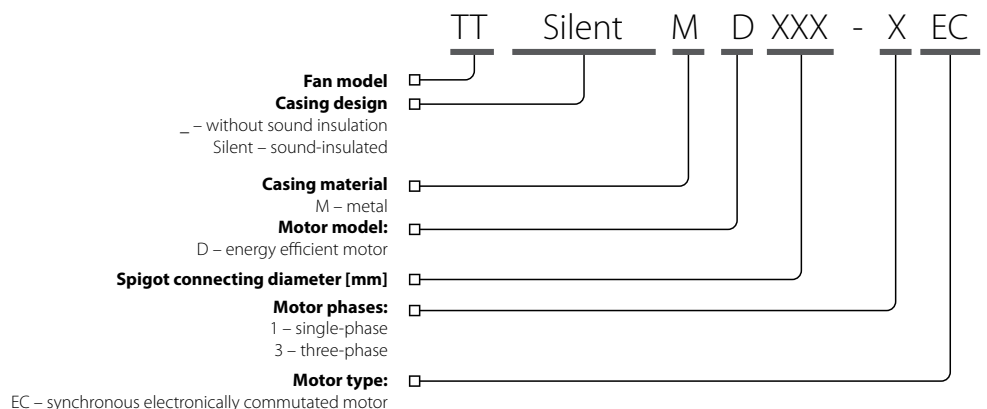 TT Silent M D XXX - X EC
Fan model
Casing design
_ – without sound insulation
Silent – sound-insulated
Casing material
M – metal
Motor model:
D – energy efficient motor
Spigot connecting diameter [mm]
Motor phases:
1 – single-phase
3 – three-phase
Motor type:
EC – synchronous electronically commutated motor